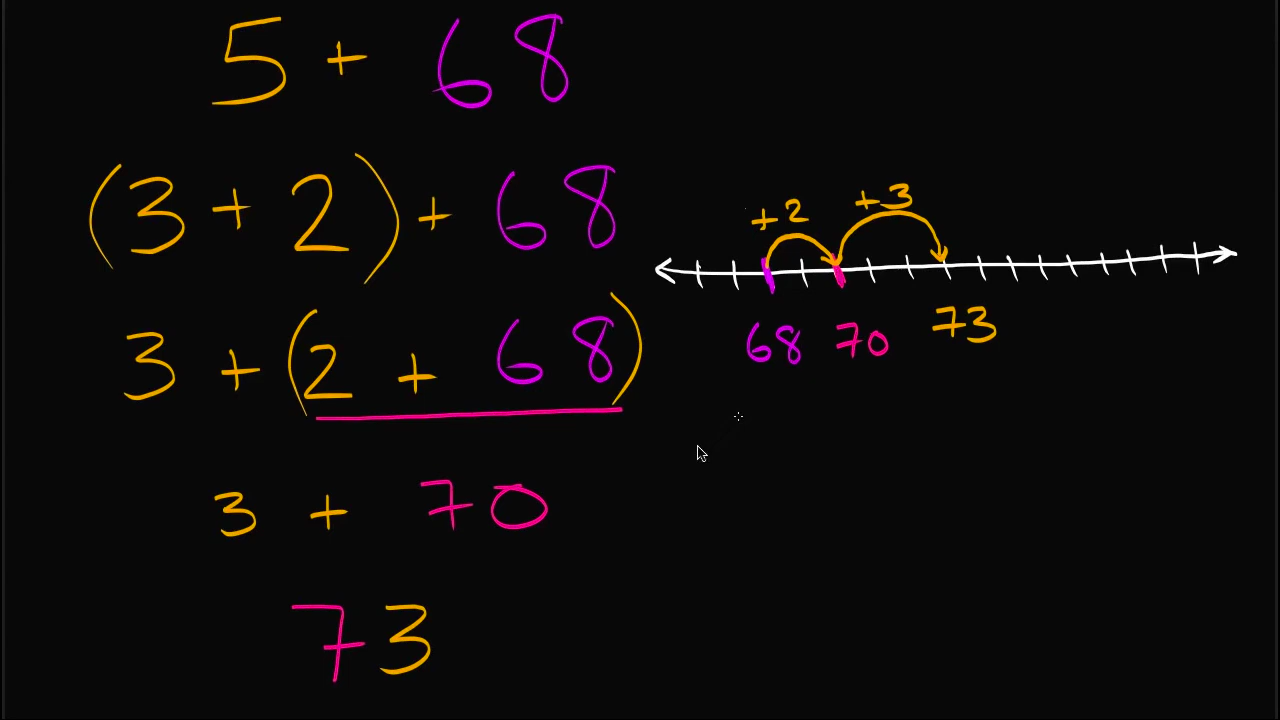 5 + 68
(3 + 2) + 68
3 + (2 + 68)
3 + 70
73
+2 +3
68 70 73